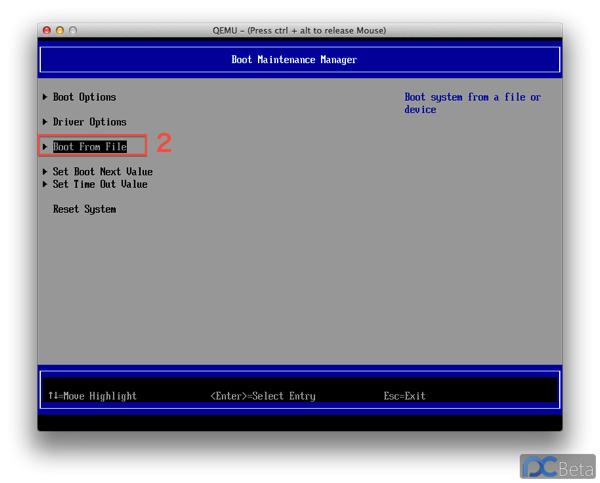 QEMU - (Press ctrl + alt to release Mouse)
Boot Maintenance Manager
Boot Options
Boot system from a file or
device
Driver Options
Boot From File
2
Set Boot Next Value
Set Time Out Value
Reset System
↑↓=Move Highlight
<Enter>=Select Entry
Esc=Exit
PCBeta